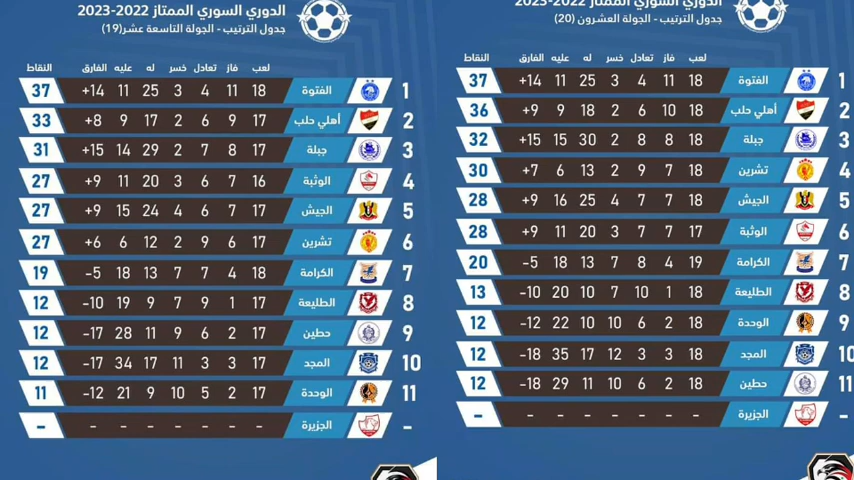 الدوري السوري الممتاز 2022-2023
جدول الترتيب - الجولة التاسعة عشر(19)
لعب فاز تعادل خسر له عليه الفارق النقاط
1 الفتوة 18 11 4 3 25 11 +14 37
2 أهلي حلب 17 9 6 2 17 9 +8 33
3 جبلة 17 8 7 2 29 14 +15 31
4 الوثبة 16 7 6 3 20 11 +9 27
5 الجيش 17 7 6 4 24 15 +9 27
6 تشرين 17 6 9 2 12 6 +6 27
7 الكرامة 18 4 7 7 13 18 -5 19
8 الطليعة 17 1 9 7 9 19 -10 12
9 حطين 17 2 6 9 11 28 -17 12
10 المجد 17 3 3 11 17 34 -17 12
11 الوحدة 17 2 5 10 9 21 -12 11
- الجزيرة - - - - - - - -
الدوري السوري الممتاز 2022-2023
جدول الترتيب - الجولة العشرون (20)
لعب فاز تعادل خسر له عليه الفارق النقاط
1 الفتوة 18 11 4 3 25 11 +14 37
2 أهلي حلب 18 10 6 2 18 9 +9 36
3 جبلة 18 8 8 2 30 15 +15 32
4 تشرين 18 7 9 2 13 6 +7 30
5 الجيش 18 7 7 4 25 16 +9 28
6 الوثبة 17 7 7 3 20 11 +9 28
7 الكرامة 19 4 8 7 13 18 -5 20
8 الطليعة 18 1 10 7 10 20 -10 13
9 الوحدة 18 2 6 10 10 22 -12 12
10 المجد 18 3 3 12 17 35 -18 12
11 حطين 18 2 6 10 11 29 -18 12
- الجزيرة - - - - - - - -